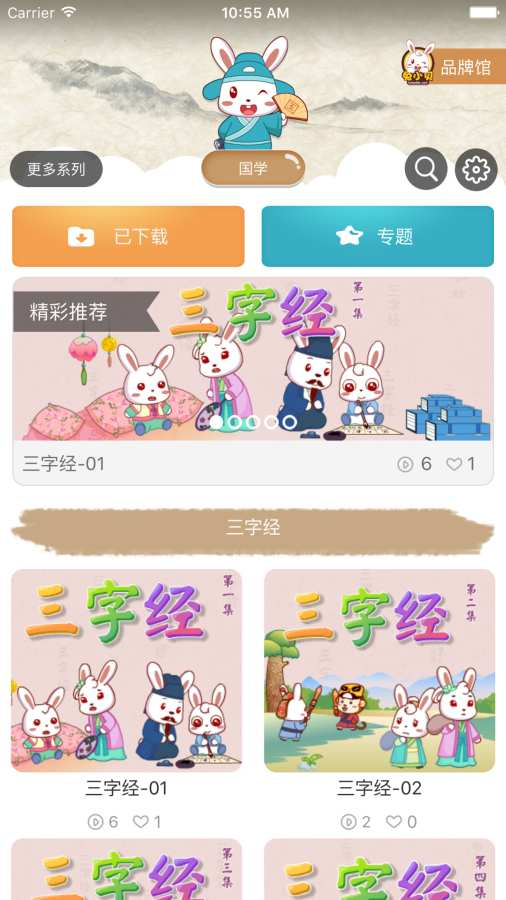 Carrier
10:55 AM
兔小贝
品牌馆
更多系列
国学
国
已下载
专题
精彩推荐
三字经
第一集
三字经-01
6
1
三字经
三字经
第一集
三字经
第二集
三字经-01
三字经-02
6
1
2
0
三字经
第三集
三字经
第四集